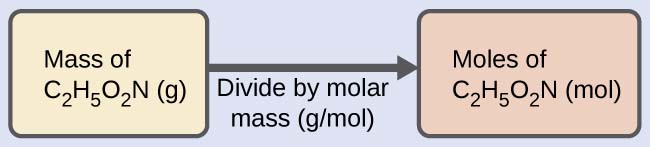 Mass of
C₂H₅O₂N (g)
Divide by molar
mass (g/mol)
Moles of
C₂H₅O₂N (mol)